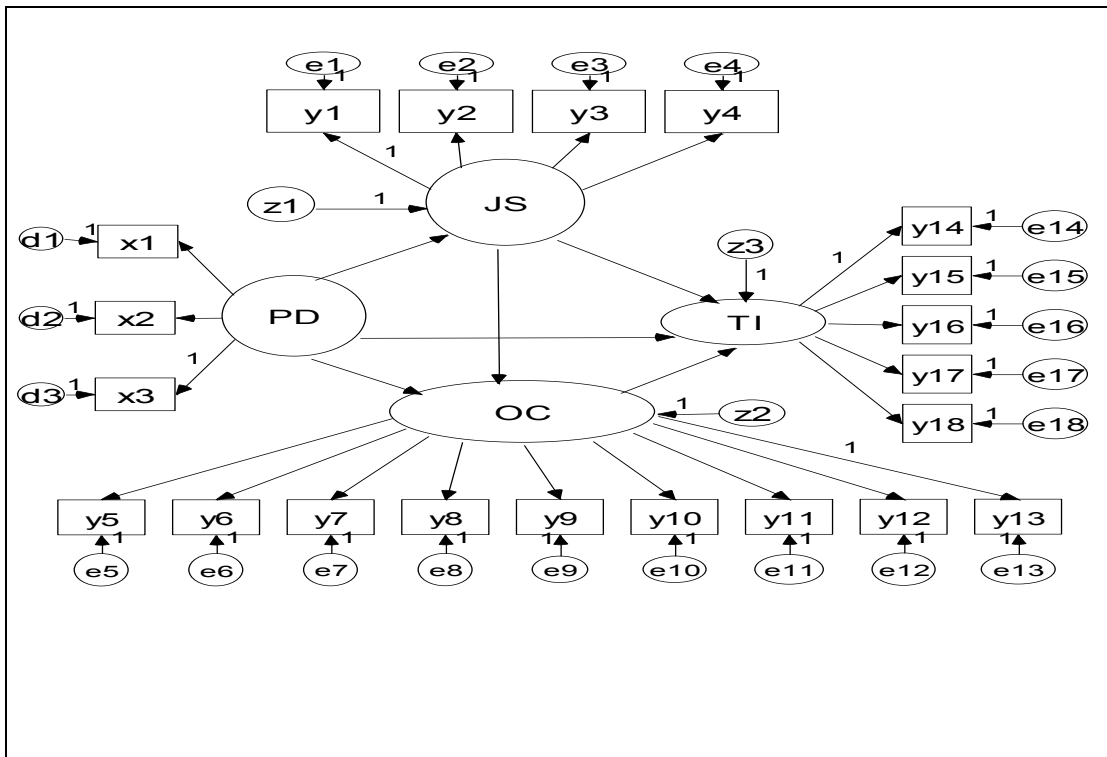 e1 e2 e3 e4
1 1 1 1
y1 y2 y3 y4
1
z1 1 JS
d1 1 x1
z3 1
1 y14 1 e14
y15 1 e15
d2 1 x2 PD
TI
y16 1 e16
1
d3 1 x3
y17 1 e17
OC 1 z2
y18 1 e18
1
y5 y6 y7 y8 y9 y10 y11 y12 y13
1 1 1 1 1 1 1 1 1
e5 e6 e7 e8 e9 e10 e11 e12 e13